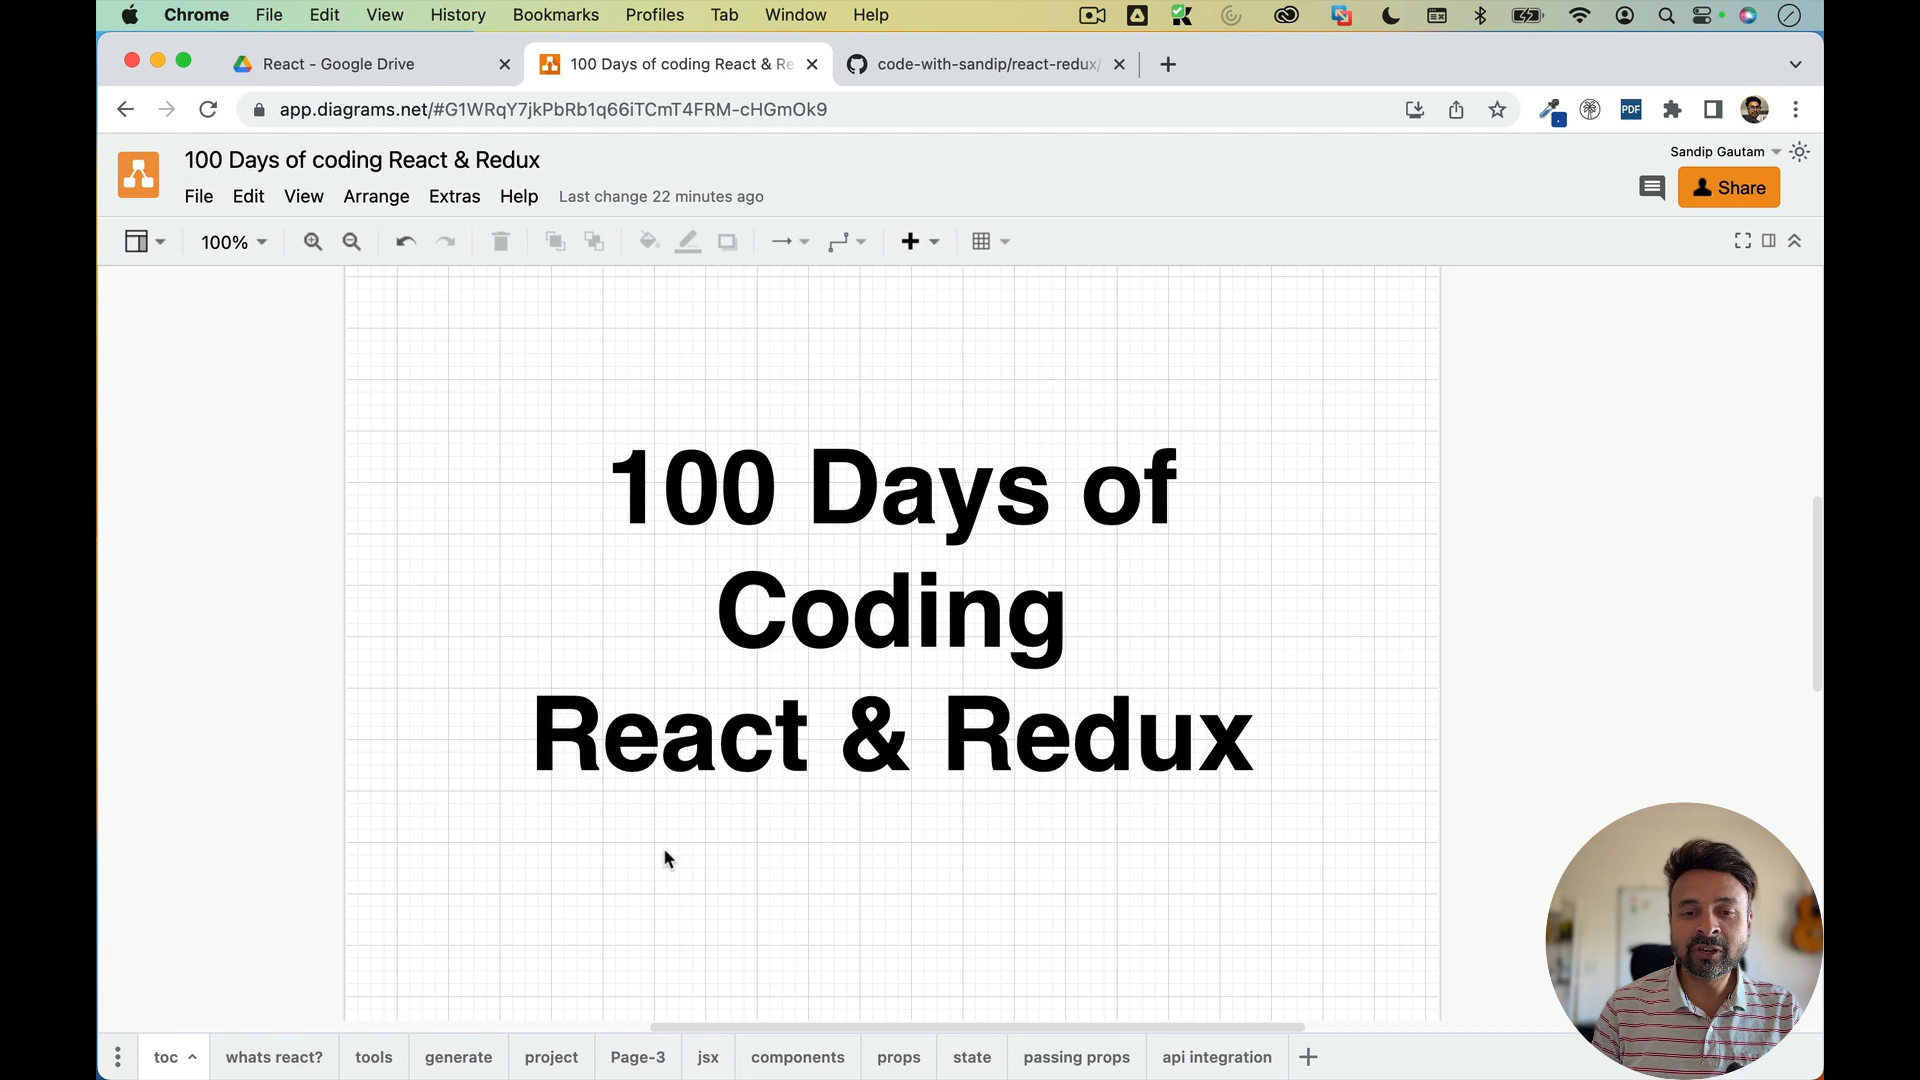 Chrome File Edit View History Bookmarks Profiles Tab Window Help
React - Google Drive
100 Days of coding React & Re
code-with-sandip/react-redux/
app.diagrams.net/#G1WRqY7jkPbRb1q66iTCmT4FRM-cHGmOk9
PDF
100 Days of coding React & Redux
Sandip Gautam
File Edit View Arrange Extras Help Last change 22 minutes ago
Share
100%
100 Days of
Coding
React & Redux
toc whats react? tools generate project Page-3 jsx components props state passing props api integration